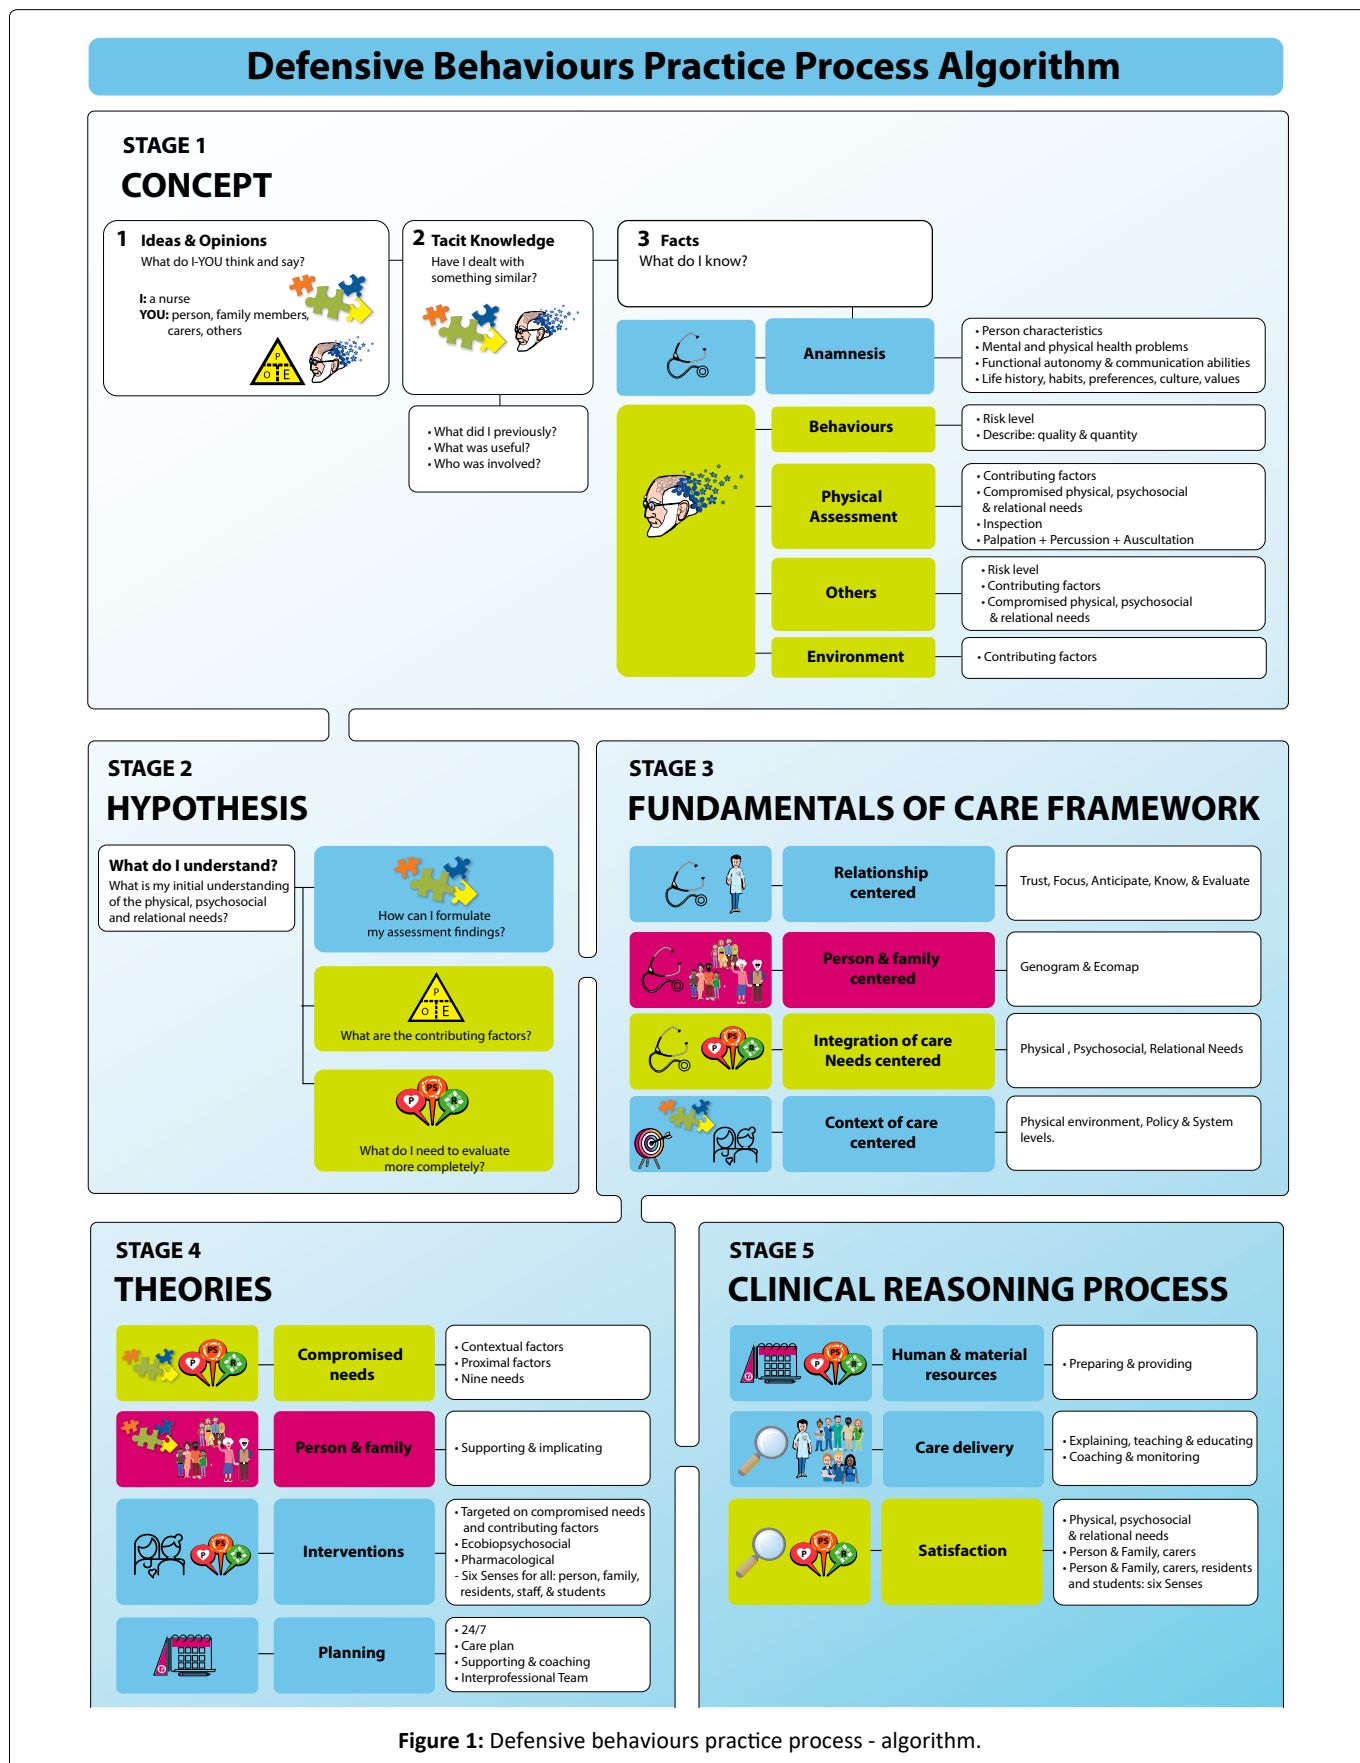 Defensive Behaviours Practice Process Algorithm
STAGE 1
CONCEPT
1 Ideas & Opinions
What do I-YOU think and say?
I: a nurse
YOU: person, family members,
carers, others
P
O E
2 Tacit Knowledge
Have I dealt with
something similar?
• What did I previously?
• What was useful?
• Who was involved?
3 Facts
What do I know?
Anamnesis
• Person characteristics
• Mental and physical health problems
• Functional autonomy & communication abilities
• Life history, habits, preferences, culture, values
Behaviours
• Risk level
• Describe: quality & quantity
Physical
Assessment
• Contributing factors
• Compromised physical, psychosocial
& relational needs
• Inspection
• Palpation + Percussion + Auscultation
Others
• Risk level
• Contributing factors
• Compromised physical, psychosocial
& relational needs
Environment
• Contributing factors
STAGE 2
HYPOTHESIS
What do I understand?
What is my initial understanding
of the physical, psychosocial
and relational needs?
How can I formulate
my assessment findings?
P
O E
What are the contributing factors?
P PS R
What do I need to evaluate
more completely?
STAGE 3
FUNDAMENTALS OF CARE FRAMEWORK
Relationship
centered
Trust, Focus, Anticipate, Know, & Evaluate
Person & family
centered
Genogram & Ecomap
P PS R
Integration of care
Needs centered
Physical , Psychosocial, Relational Needs
Context of care
centered
Physical environment, Policy & System
levels.
STAGE 4
THEORIES
P PS R
Compromised
needs
• Contextual factors
• Proximal factors
• Nine needs
Person & family
• Supporting & implicating
P PS R
Interventions
• Targeted on compromised needs
and contributing factors
• Ecobiopsychosocial
• Pharmacological
- Six Senses for all: person, family,
residents, staff, & students
Planning
• 24/7
• Care plan
• Supporting & coaching
• Interprofessional Team
STAGE 5
CLINICAL REASONING PROCESS
P PS R
Human & material
resources
• Preparing & providing
Care delivery
• Explaining, teaching & educating
• Coaching & monitoring
P PS R
Satisfaction
• Physical, psychosocial
& relational needs
• Person & Family, carers
• Person & Family, carers, residents
and students: six Senses
Figure 1: Defensive behaviours practice process - algorithm.